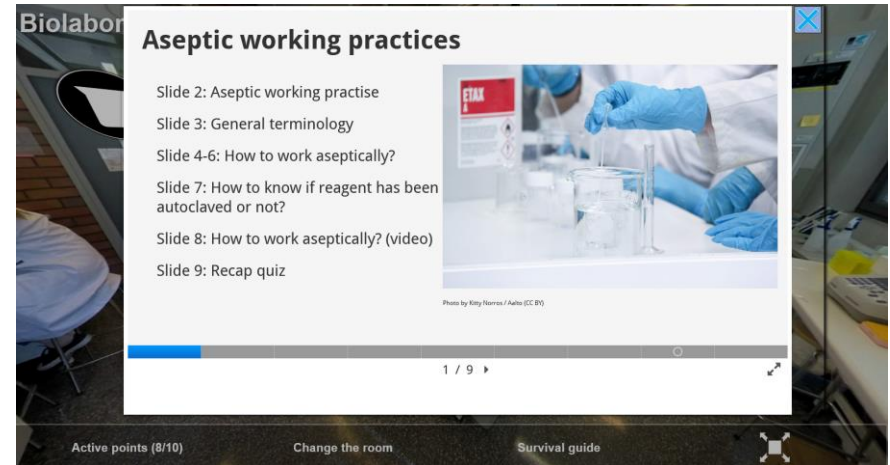 Biolabor
Aseptic working practices
Slide 2: Aseptic working practise
Slide 3: General terminology
Slide 4-6: How to work aseptically?
Slide 7: How to know if reagent has been
autoclaved or not?
Slide 8: How to work aseptically? (video)
Slide 9: Recap quiz
ETAX
A
Photo by Kitty Norros / Aalto (CC BY)
1 / 9
Active points (8/10)
Change the room
Survival guide